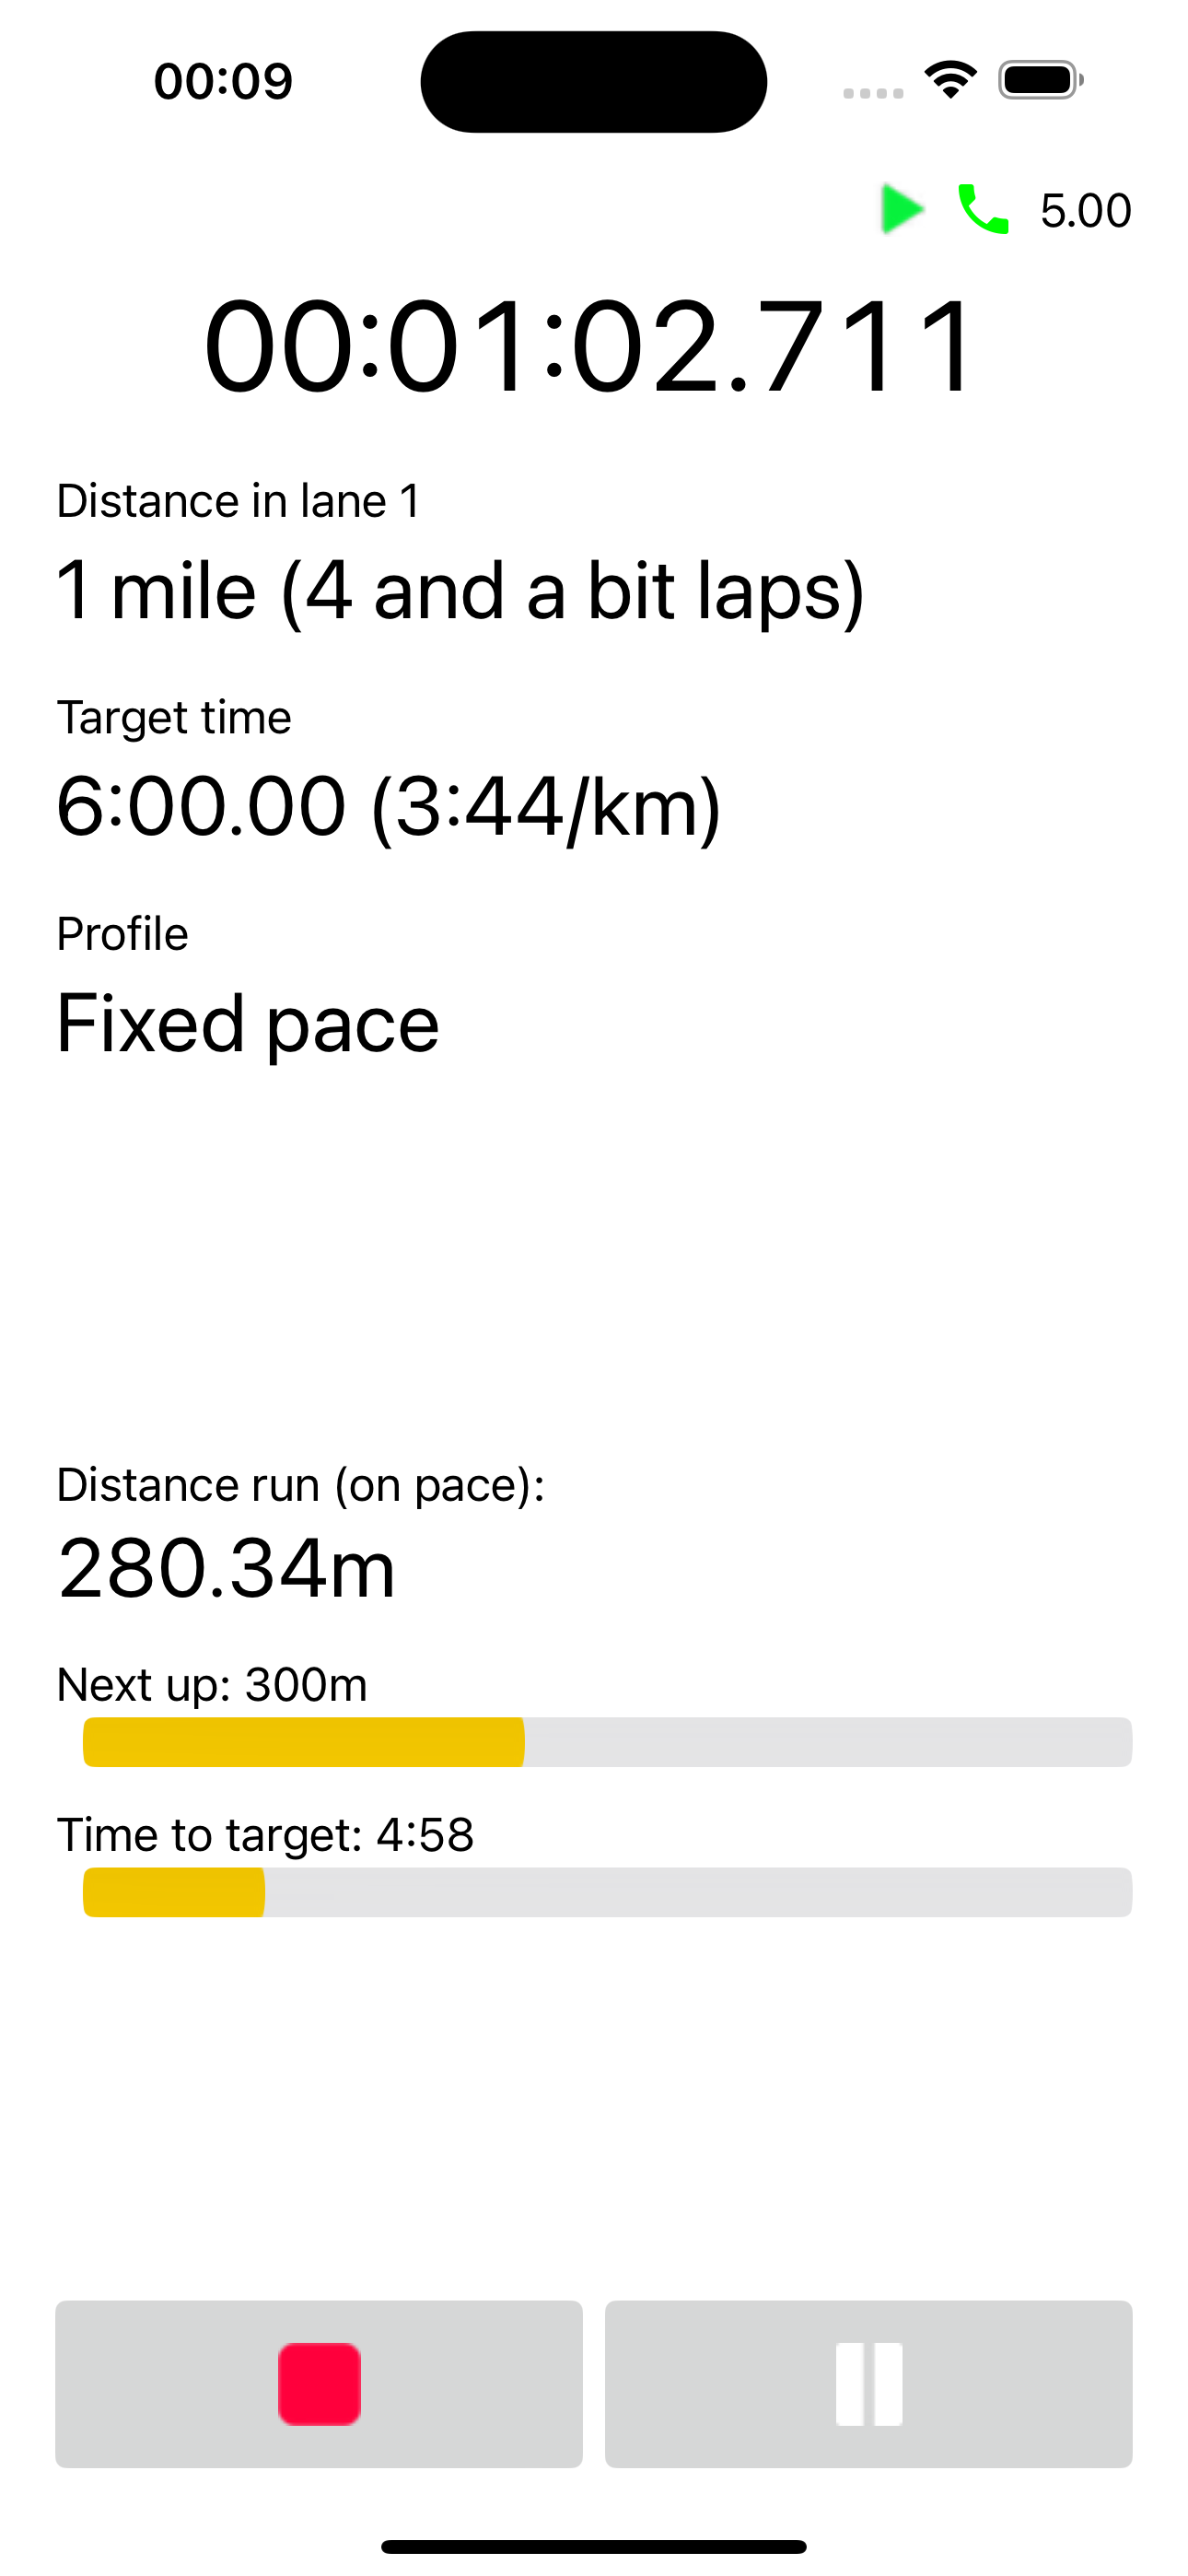 00:09
5.00
00:01:02.711
Distance in lane 1
1 mile (4 and a bit laps)
Target time
6:00.00 (3:44/km)
Profile
Fixed pace
Distance run (on pace):
280.34m
Next up: 300m
Time to target: 4:58